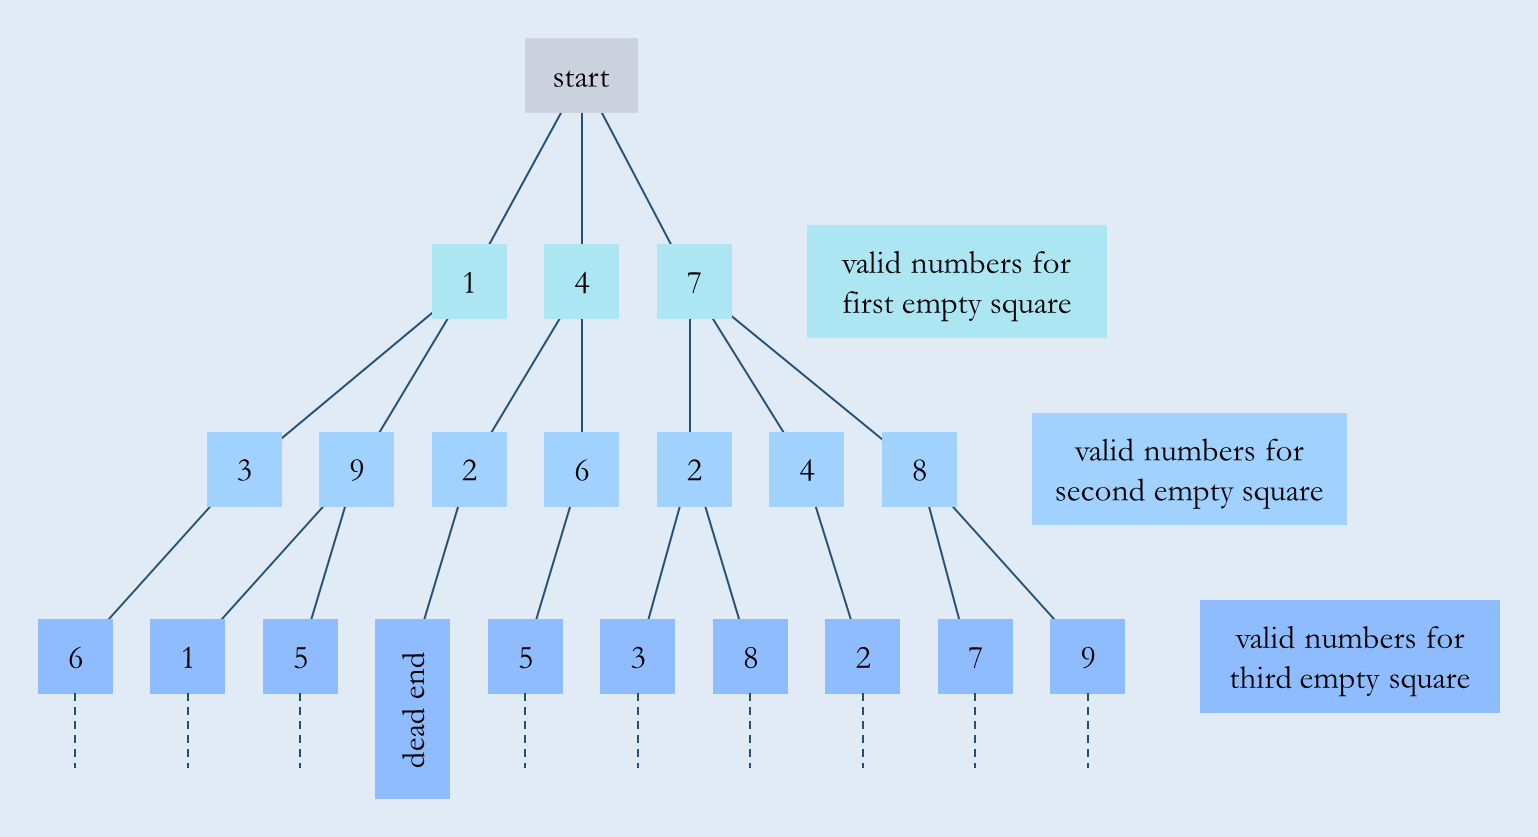 start
1 4 7
valid numbers for
first empty square
3 9 2 6 2 4 8
valid numbers for
second empty square
6 1 5 dead end 5 3 8 2 7 9
valid numbers for
third empty square